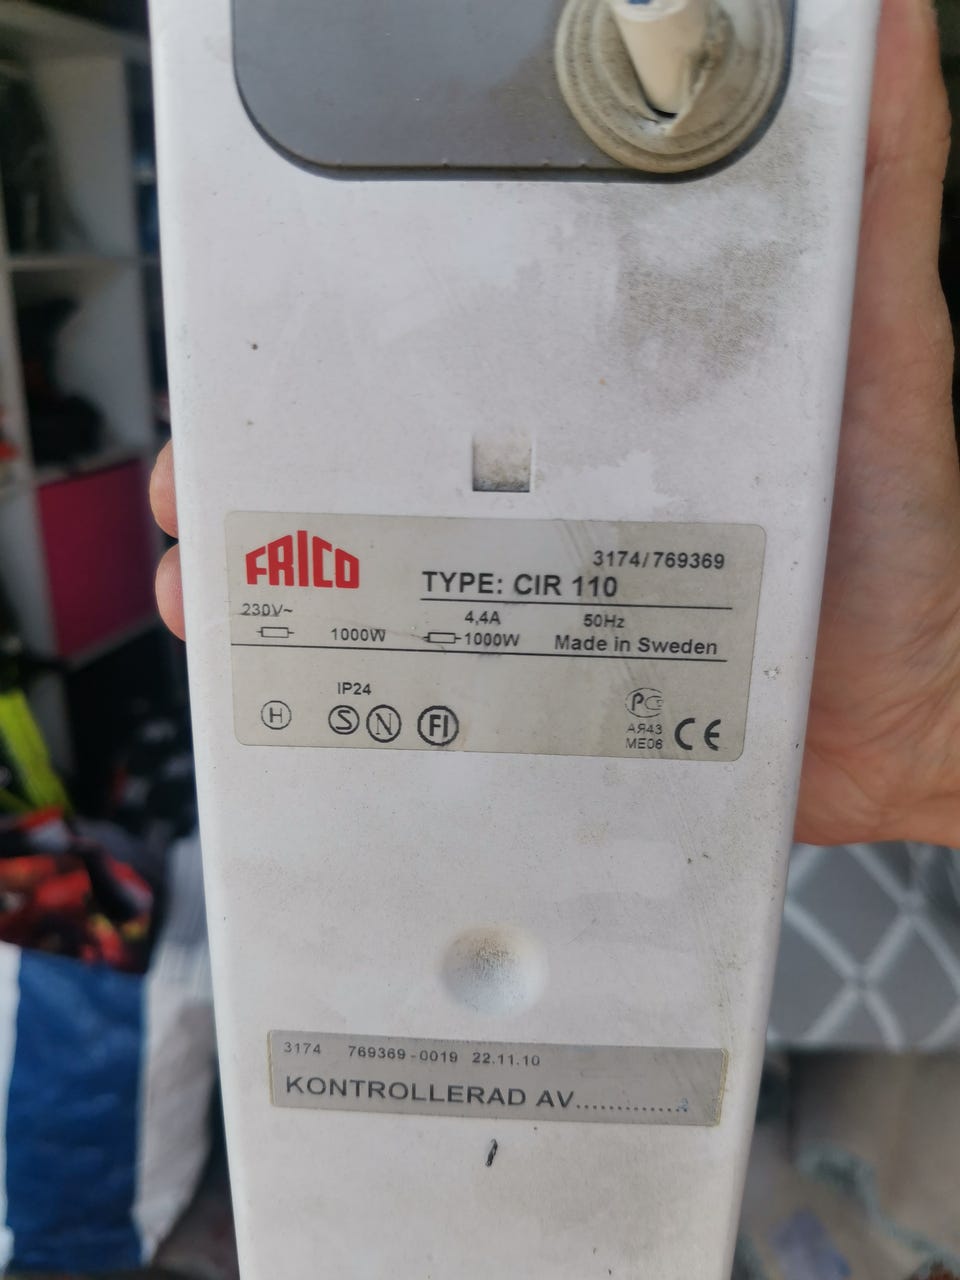 FRICO
3174/769369
TYPE: CIR 110
230V~ 4,4A 50Hz
1000W 1000W Made in Sweden
IP24
H S N FI
PC
АЯ43
ME06
CE
3174 769369-0019 22.11.10
KONTROLLERAD AV..............